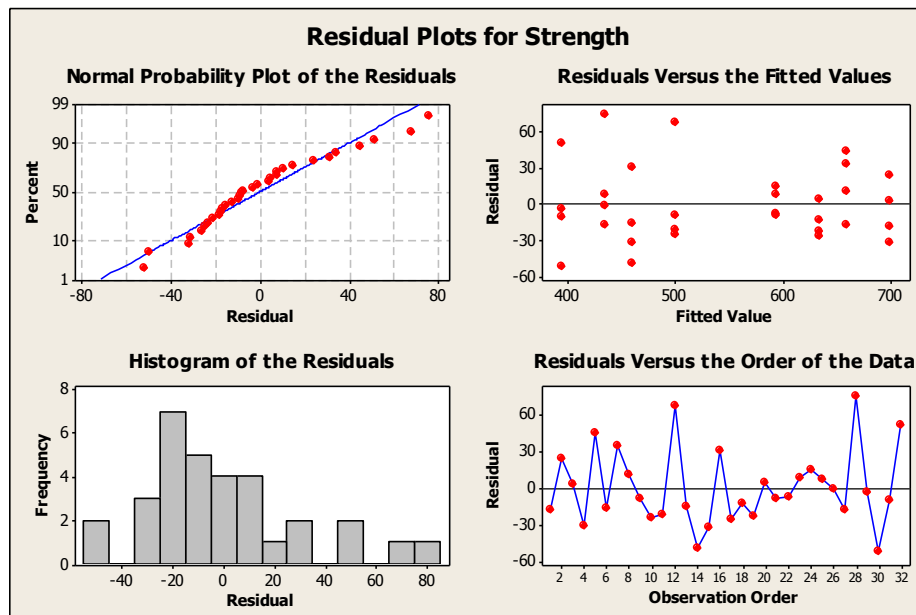 Residual Plots for Strength
Normal Probability Plot of the Residuals
99
90
50
10
1
Percent
-80 -40 0 40 80
Residual
Residuals Versus the Fitted Values
60
30
0
-30
-60
Residual
400 500 600 700
Fitted Value
Histogram of the Residuals
8
6
4
2
0
Frequency
-40 -20 0 20 40 60 80
Residual
Residuals Versus the Order of the Data
60
30
0
-30
-60
Residual
2 4 6 8 10 12 14 16 18 20 22 24 26 28 30 32
Observation Order